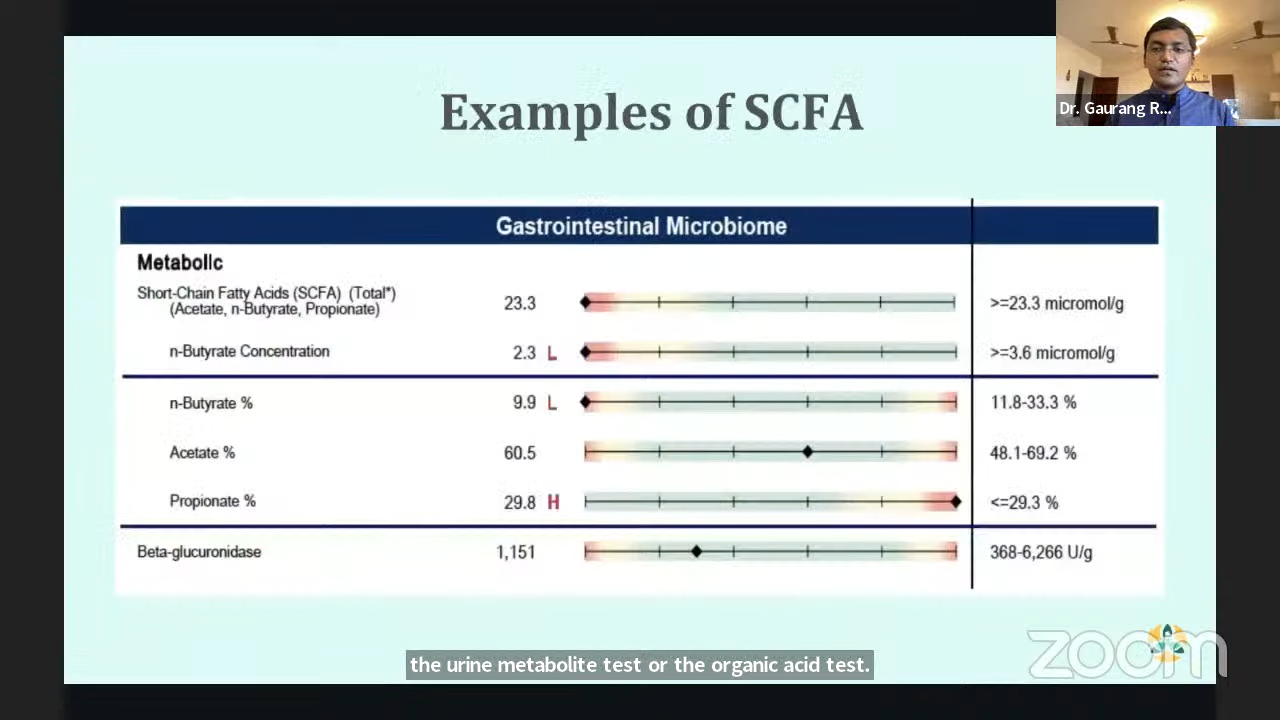 Examples of SCFA
Dr. Gaurang R...
Gastrointestinal Microbiome
Metabolic
Short-Chain Fatty Acids (SCFA) (Total*)
(Acetate, n-Butyrate, Propionate)
23.3
>=23.3 micromol/g
n-Butyrate Concentration
2.3 L
>=3.6 micromol/g
n-Butyrate %
9.9 L
11.8-33.3 %
Acetate %
60.5
48.1-69.2 %
Propionate %
29.8 H
<=29.3 %
Beta-glucuronidase
1,151
368-6,266 U/g
the urine metabolite test or the organic acid test.
zoom